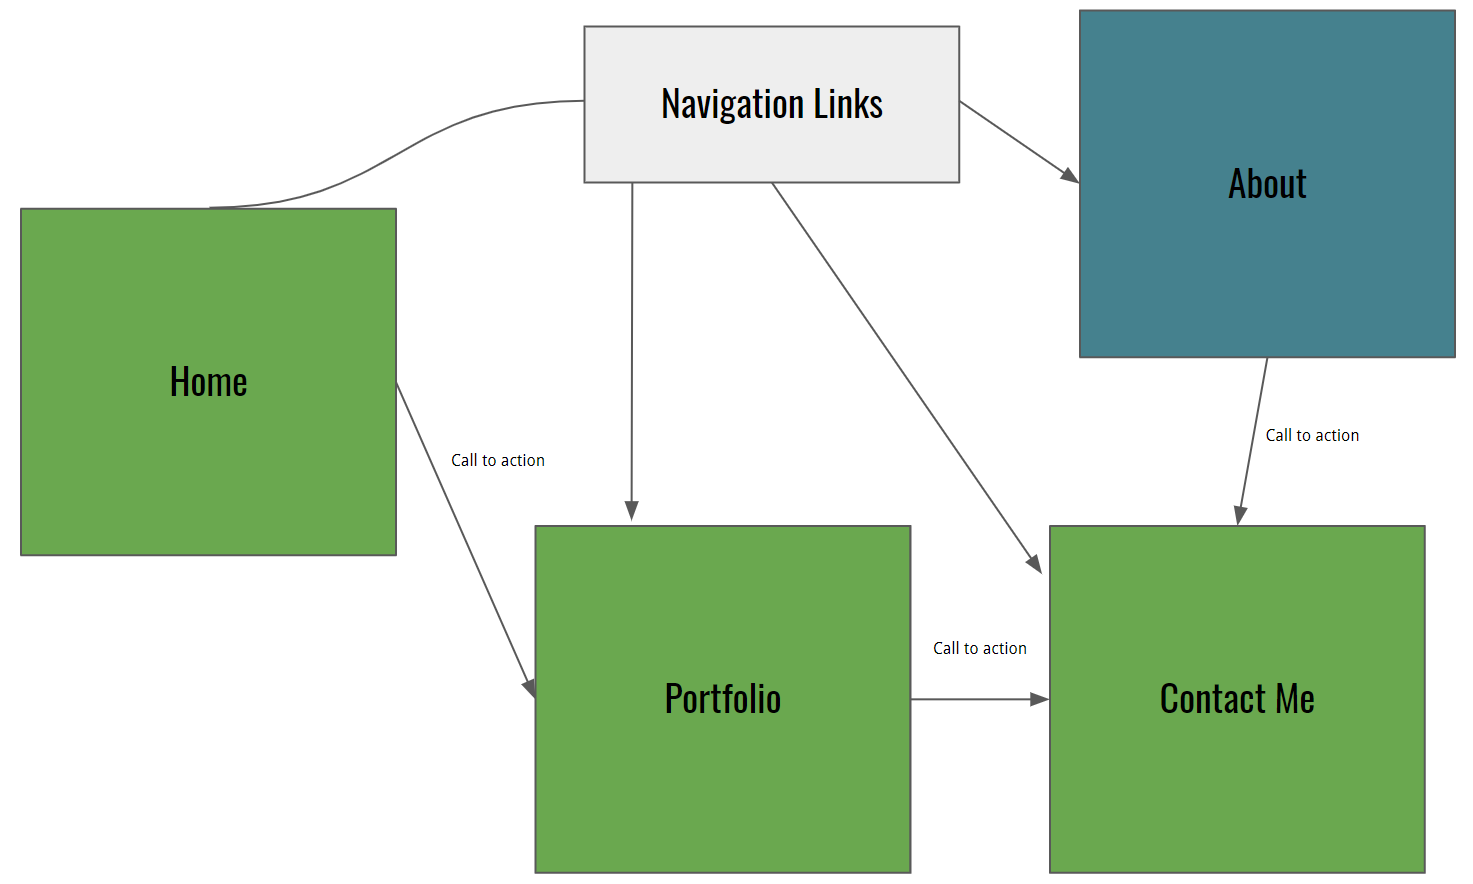 Navigation Links
About
Home
Call to action
Call to action
Call to action
Portfolio
Contact Me